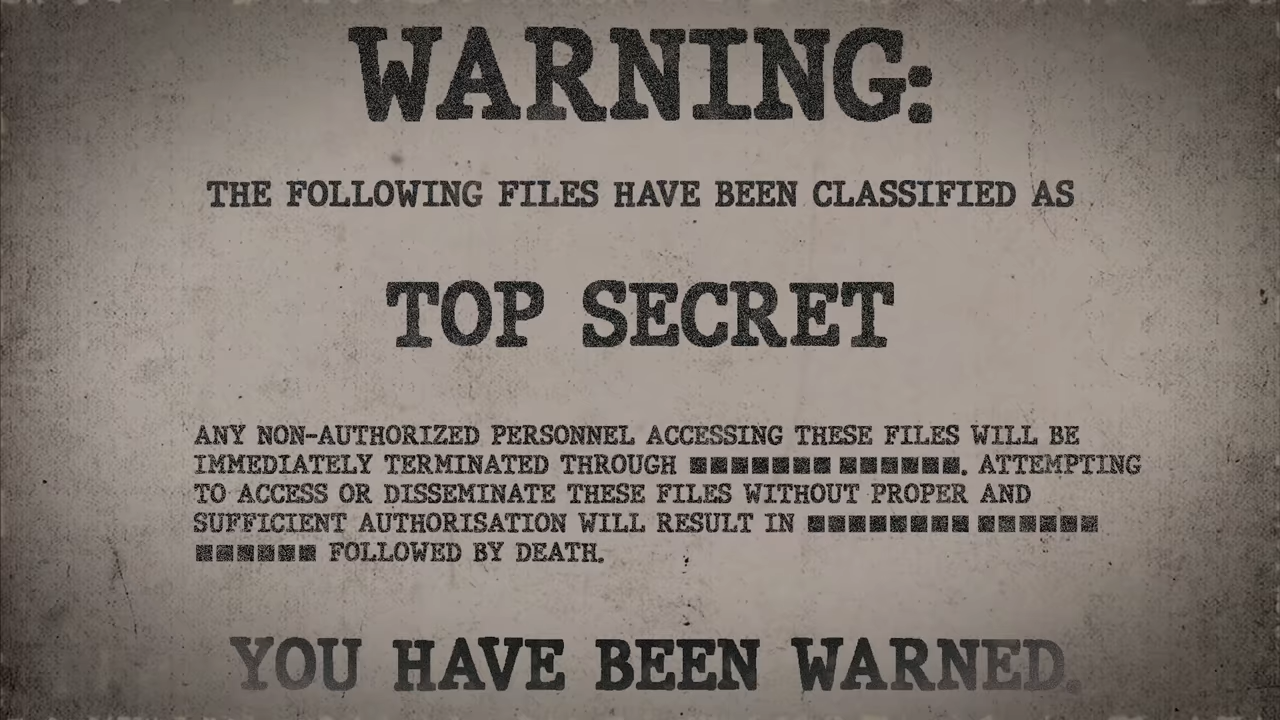 WARNING:
THE FOLLOWING FILES HAVE BEEN CLASSIFIED AS
TOP SECRET
ANY NON-AUTHORIZED PERSONNEL ACCESSING THESE FILES WILL BE
IMMEDIATELY TERMINATED THROUGH ■■■■■■■ ■■■■■■. ATTEMPTING
TO ACCESS OR DISSEMINATE THESE FILES WITHOUT PROPER AND
SUFFICIENT AUTHORISATION WILL RESULT IN ■■■■■■■■ ■■■■■■
■■■■■■ FOLLOWED BY DEATH.
YOU HAVE BEEN WARNED.